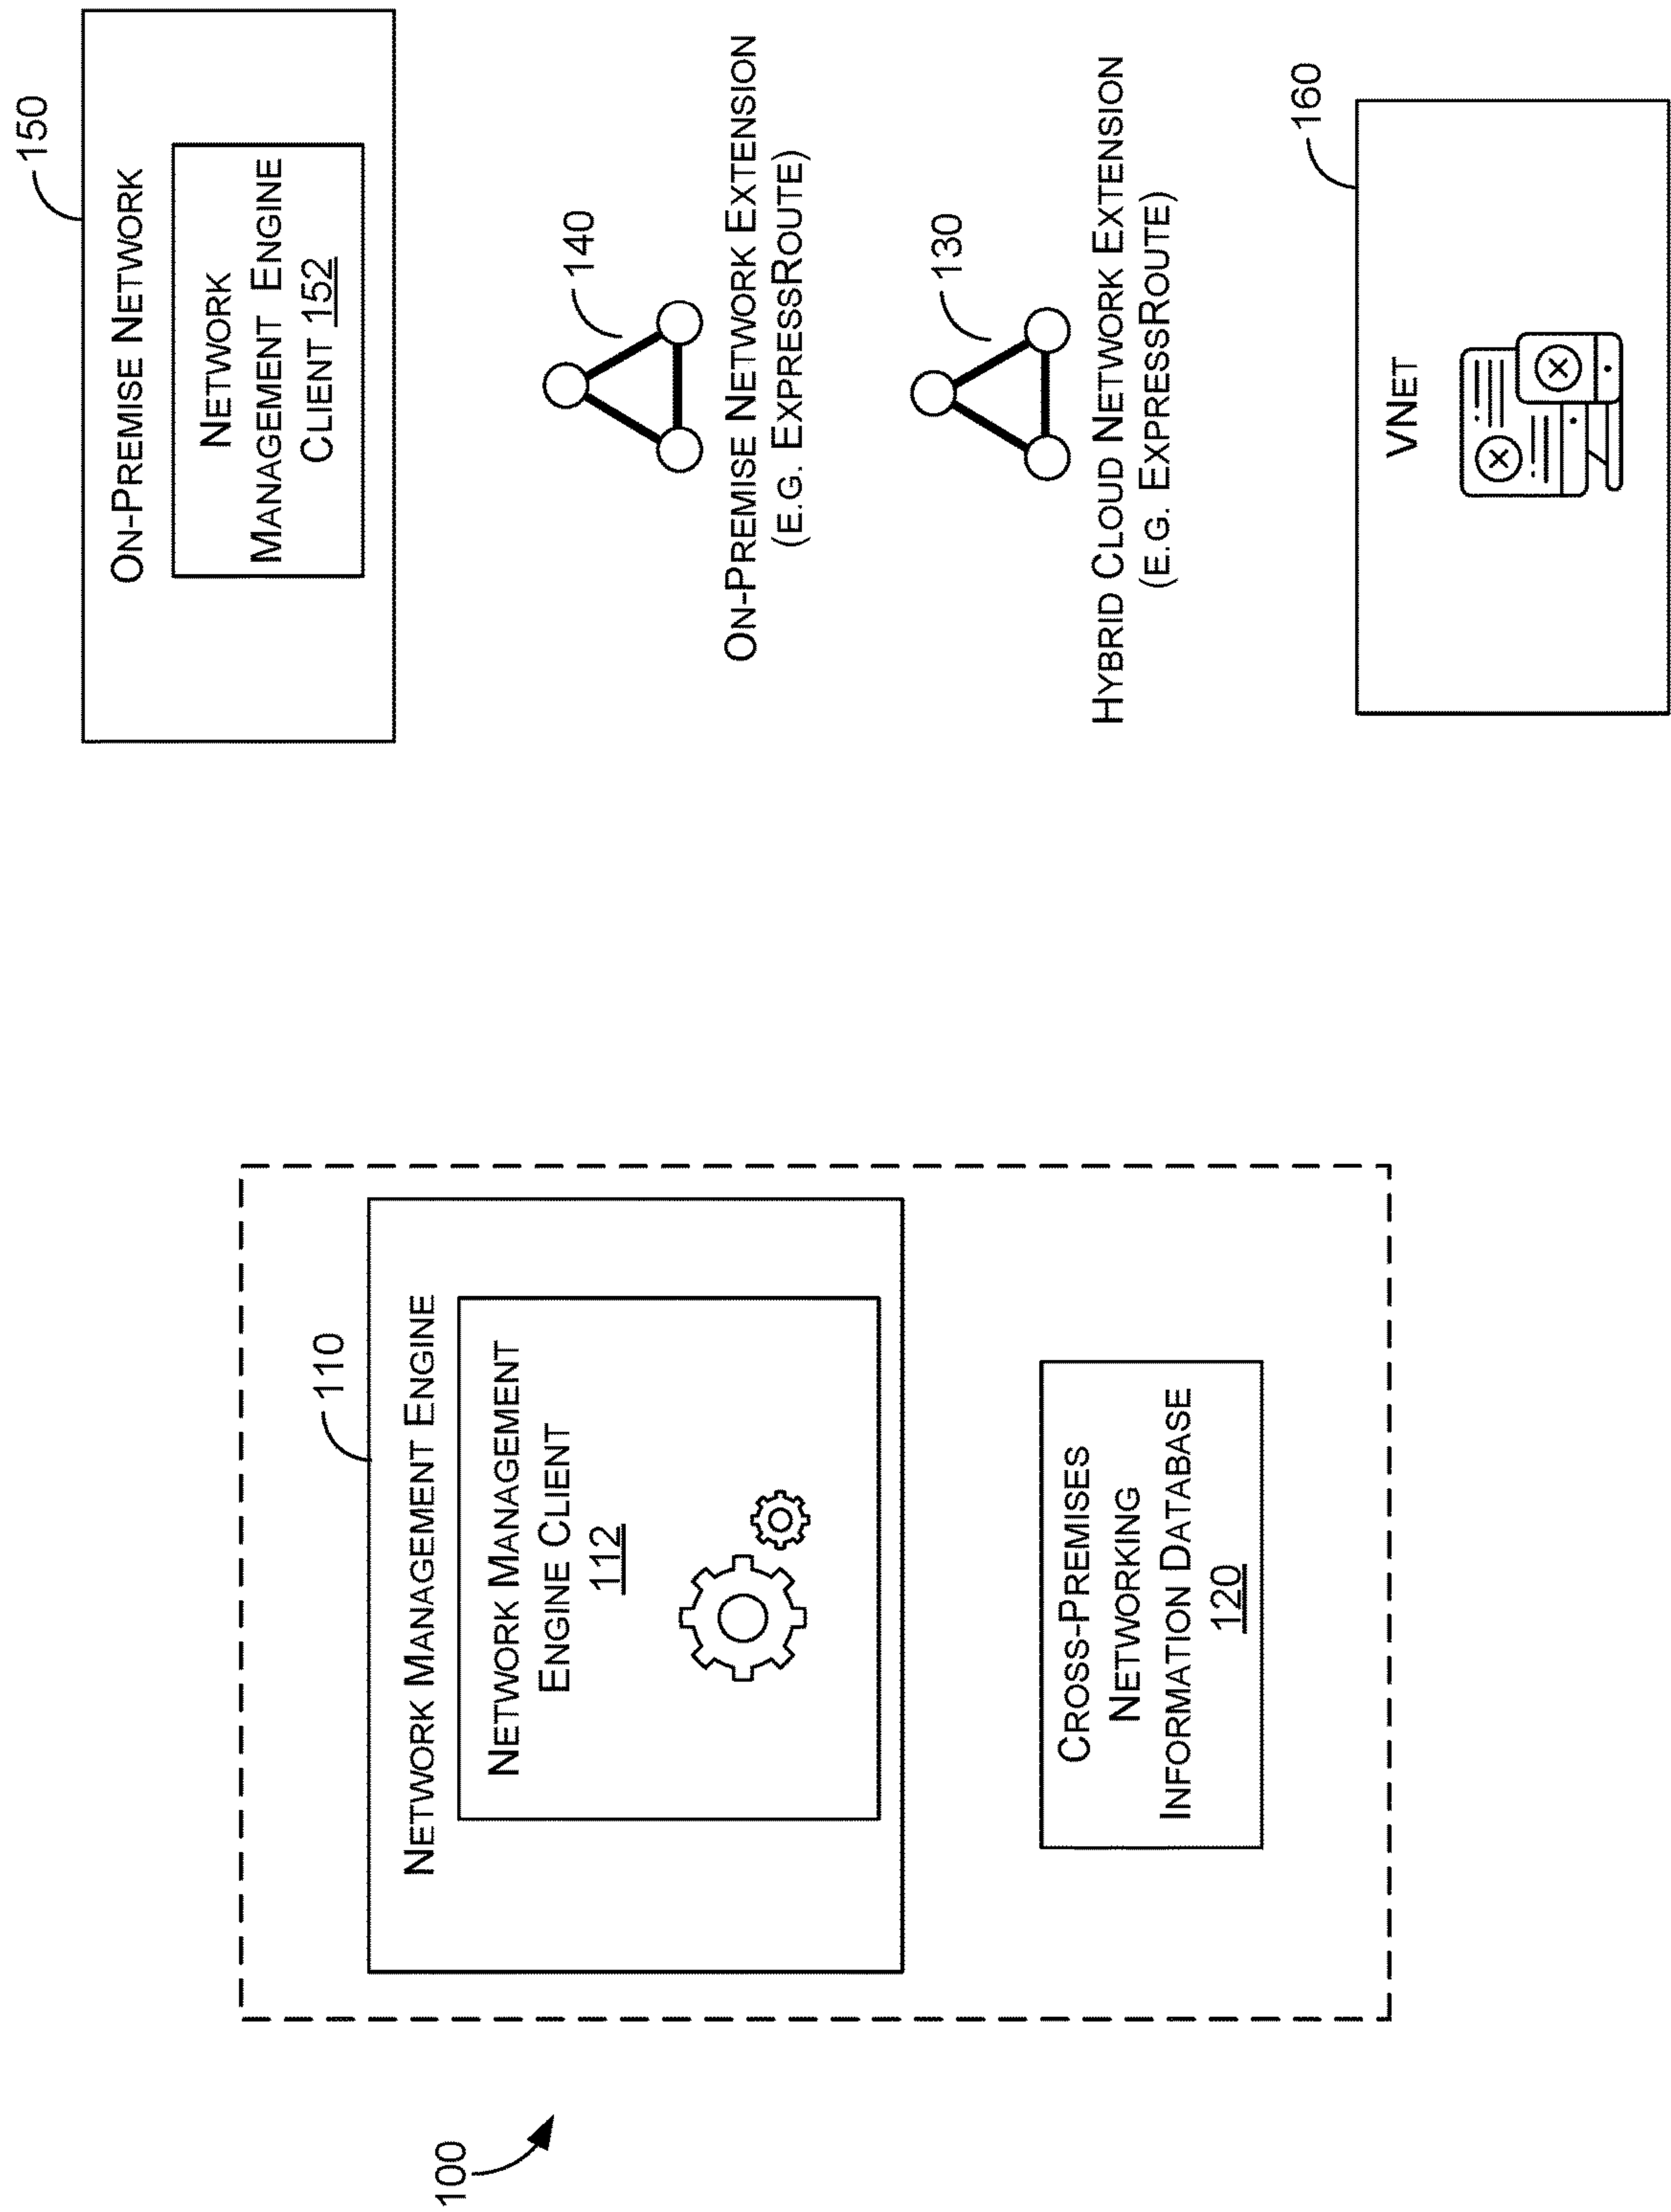 100
110
NETWORK MANAGEMENT ENGINE
NETWORK MANAGEMENT
ENGINE CLIENT
112
CROSS-PREMISES
NETWORKING
INFORMATION DATABASE
120
150
ON-PREMISE NETWORK
NETWORK
MANAGEMENT ENGINE
CLIENT 152
140
ON-PREMISE NETWORK EXTENSION
(E.G. EXPRESSROUTE)
130
HYBRID CLOUD NETWORK EXTENSION
(E.G. EXPRESSROUTE)
160
VNET